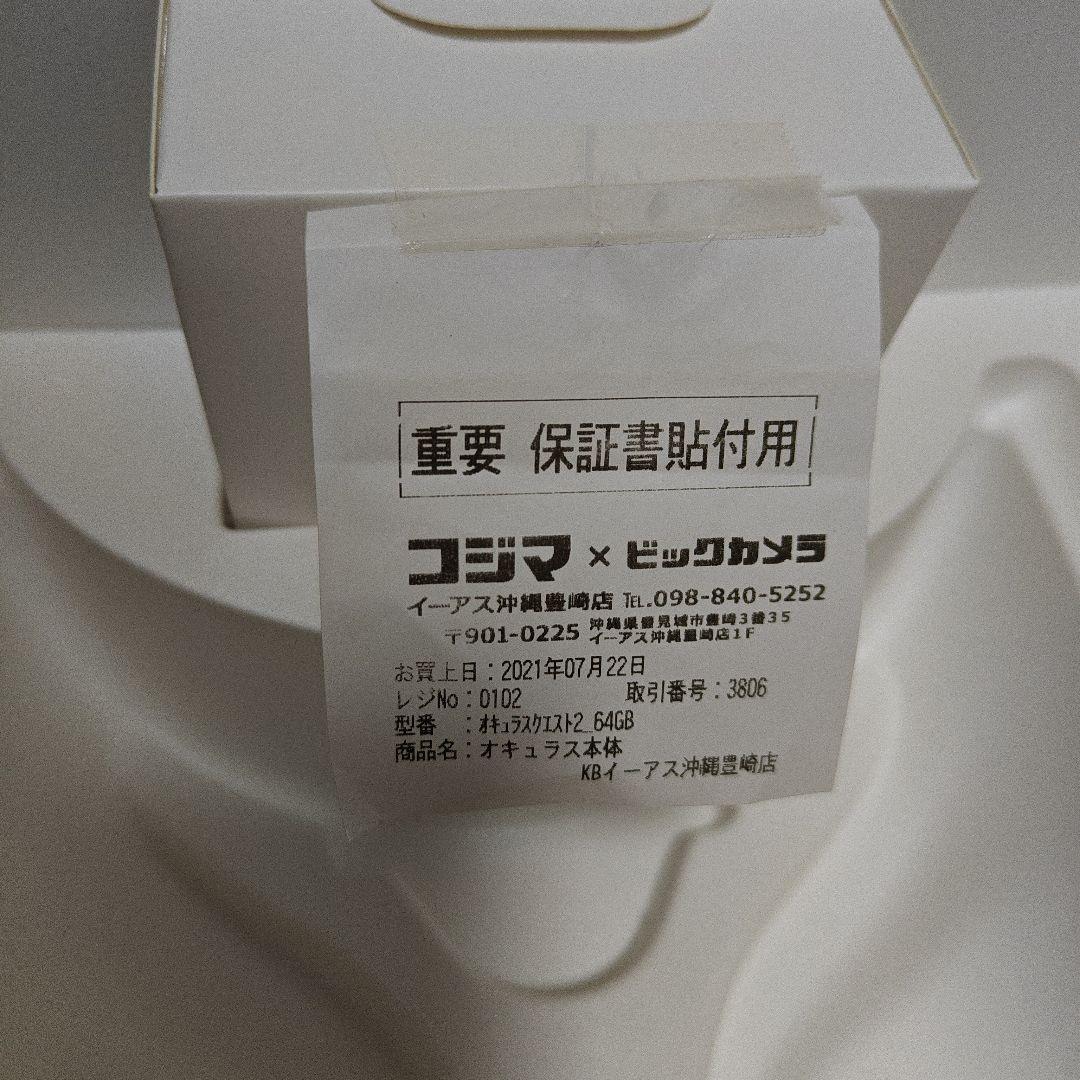 重要 保証書貼付用
コジマ×ビックカメラ
イーアス沖縄豊崎店 TEL.098-840-5252
〒901-0225 沖縄県豊見城市豊崎3番35
イーアス沖縄豊崎店1F
お買上日：2021年07月22日
レジNo：0102 取引番号：3806
型番 ：ｵｷｭﾗｽｸｴｽﾄ2_64GB
商品名：オキュラス本体
KBイーアス沖縄豊崎店